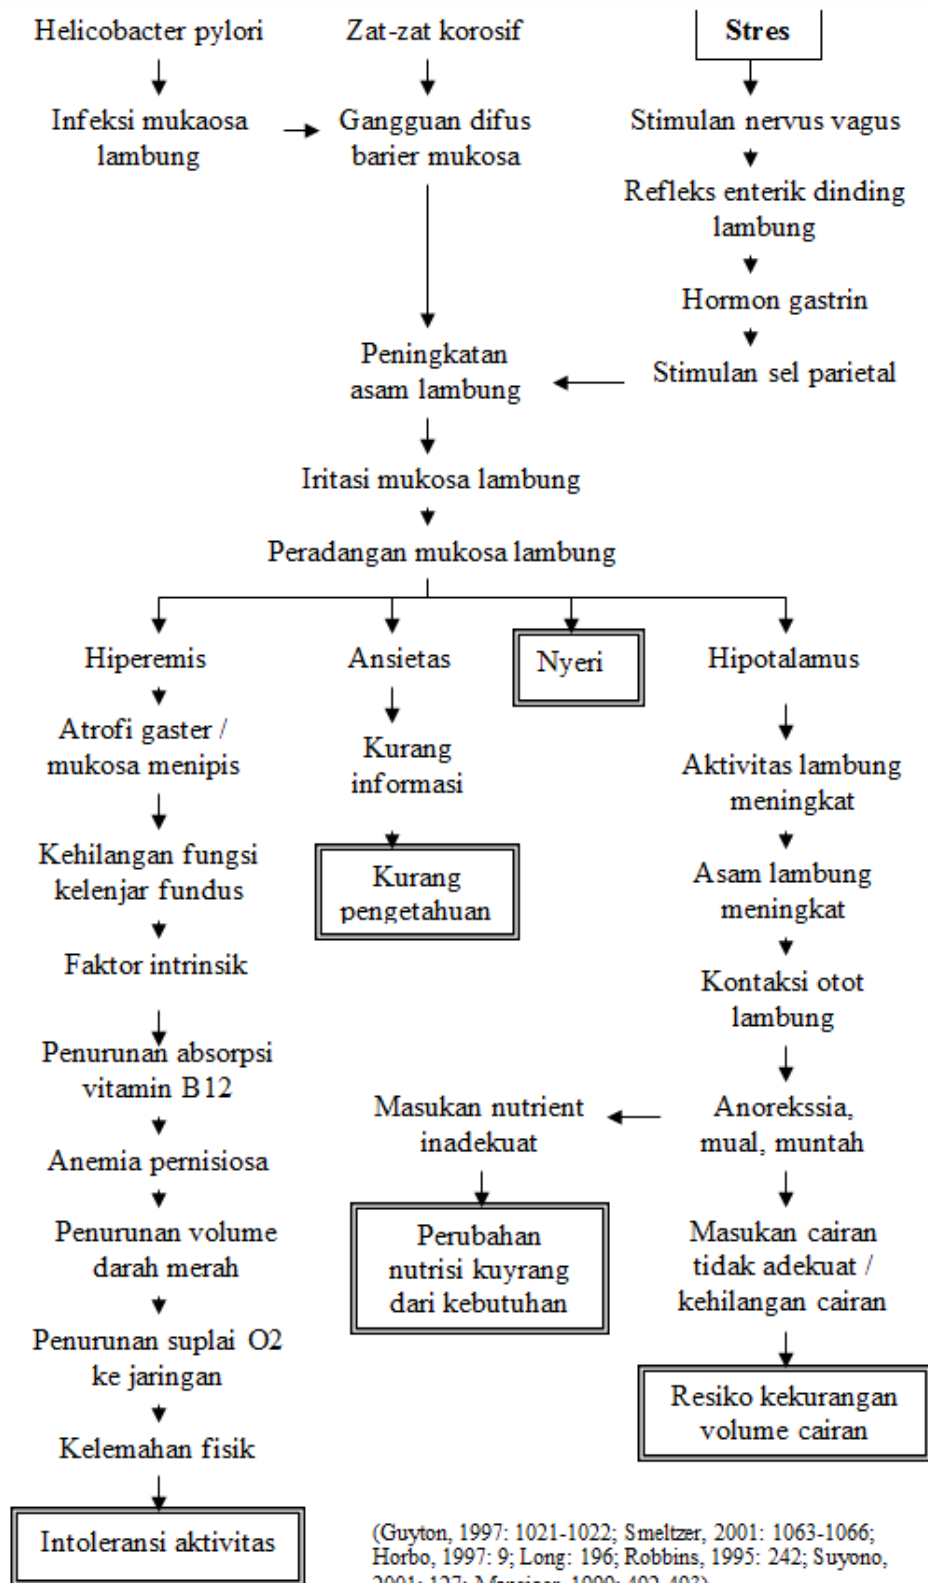 Helicobacter pylori
Zat-zat korosif
Stres
Infeksi mukaosa
lambung
Gangguan difus
barier mukosa
Stimulan nervus vagus
Refleks enterik dinding
lambung
Hormon gastrin
Stimulan sel parietal
Peningkatan
asam lambung
Iritasi mukosa lambung
Peradangan mukosa lambung
Hiperemis
Ansietas
Nyeri
Hipotalamus
Atrofi gaster /
mukosa menipis
Kurang
informasi
Aktivitas lambung
meningkat
Kehilangan fungsi
kelenjar fundus
Kurang
pengetahuan
Asam lambung
meningkat
Faktor intrinsik
Kontaksi otot
lambung
Penurunan absorpsi
vitamin B12
Masukan nutrient
inadekuat
Anorekssia,
mual, muntah
Anemia pernisiosa
Penurunan volume
darah merah
Perubahan
nutrisi kuyrang
dari kebutuhan
Masukan cairan
tidak adekuat /
kehilangan cairan
Penurunan suplai O2
ke jaringan
Resiko kekurangan
volume cairan
Kelemahan fisik
Intoleransi aktivitas
(Guyton, 1997: 1021-1022; Smeltzer, 2001: 1063-1066;
Horbo, 1997: 9; Long: 196; Robbins, 1995: 242; Suyono,
2001: 127; Mansjoer, 1999: 492-493)